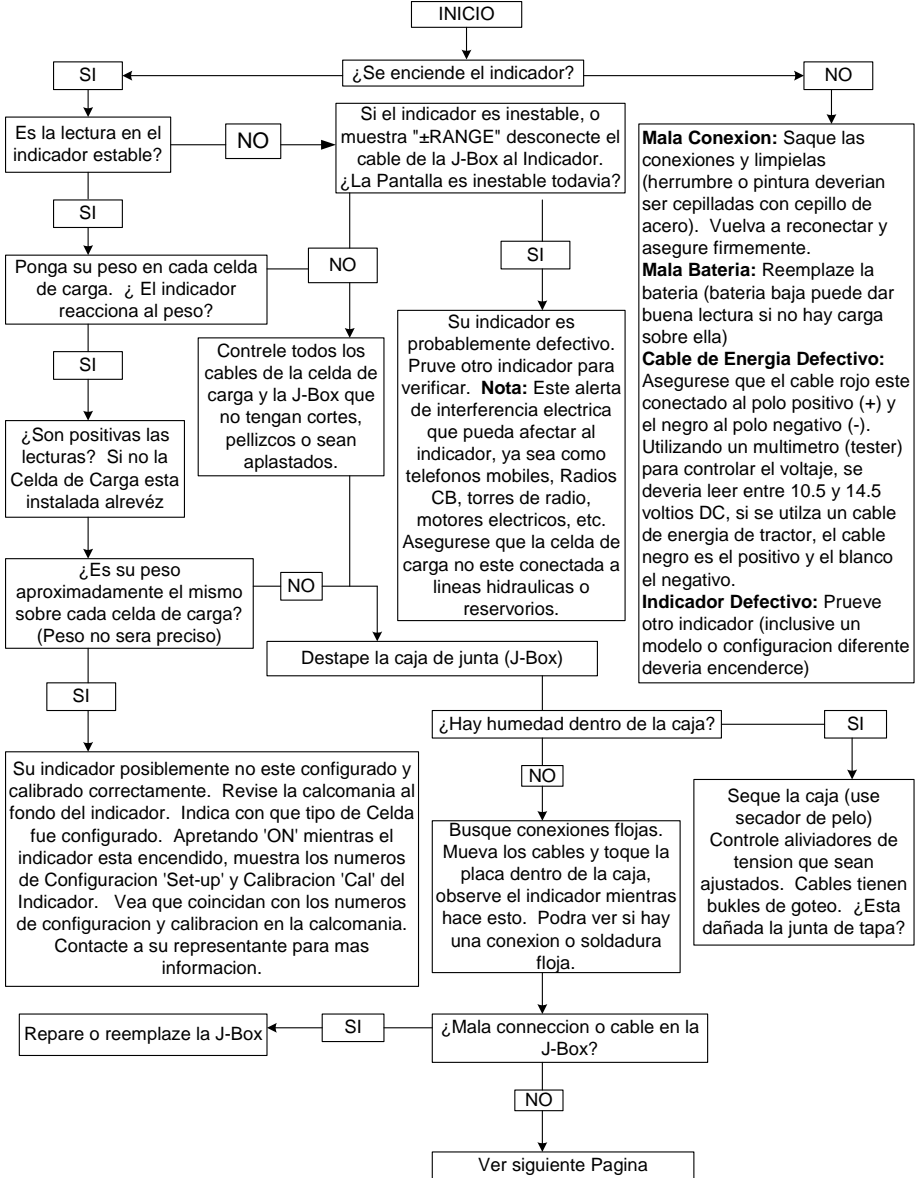 INICIO
¿Se enciende el indicador?
SI
NO
Es la lectura en el
indicador estable?
NO
Si el indicador es inestable, o
muestra "±RANGE" desconecte el
cable de la J-Box al Indicador.
¿La Pantalla es inestable todavia?
Mala Conexion: Saque las
conexiones y limpielas
(herrumbre o pintura deverian
ser cepilladas con cepillo de
acero). Vuelva a reconectar y
asegure firmemente.
Mala Bateria: Reemplaze la
bateria (bateria baja puede dar
buena lectura si no hay carga
sobre ella)
Cable de Energia Defectivo:
Asegurese que el cable rojo este
conectado al polo positivo (+) y
el negro al polo negativo (-).
Utilizando un multimetro (tester)
para controlar el voltaje, se
deveria leer entre 10.5 y 14.5
voltios DC, si se utilza un cable
de energia de tractor, el cable
negro es el positivo y el blanco
el negativo.
Indicador Defectivo: Prueve
otro indicador (inclusive un
modelo o configuracion diferente
deveria encenderce)
SI
Ponga su peso en cada celda
de carga. ¿ El indicador
reacciona al peso?
NO
SI
Controle todos los
cables de la celda de
carga y la J-Box que
no tengan cortes,
pellizcos o sean
aplastados.
Su indicador es
probablemente defectivo.
Pruve otro indicador para
verificar. Nota: Este alerta
de interferencia electrica
que pueda afectar al
indicador, ya sea como
telefonos mobiles, Radios
CB, torres de radio,
motores electricos, etc.
Asegurese que la celda de
carga no este conectada a
lineas hidraulicas o
reservorios.
SI
¿Son positivas las
lecturas? Si no la
Celda de Carga esta
instalada alrevéz
¿Es su peso
aproximadamente el mismo
sobre cada celda de carga?
(Peso no sera preciso)
NO
Destape la caja de junta (J-Box)
SI
¿Hay humedad dentro de la caja?
SI
NO
Su indicador posiblemente no este configurado y
calibrado correctamente. Revise la calcomania al
fondo del indicador. Indica con que tipo de Celda
fue configurado. Apretando 'ON' mientras el
indicador esta encendido, muestra los numeros
de Configuracion 'Set-up' y Calibracion 'Cal' del
Indicador. Vea que coincidan con los numeros
de configuracion y calibracion en la calcomania.
Contacte a su representante para mas
informacion.
Busque conexiones flojas.
Mueva los cables y toque la
placa dentro de la caja,
observe el indicador mientras
hace esto. Podra ver si hay
una conexion o soldadura
floja.
Seque la caja (use
secador de pelo)
Controle aliviadores de
tension que sean
ajustados. Cables tienen
bukles de goteo. ¿Esta
dañada la junta de tapa?
¿Mala conneccion o cable en la
J-Box?
SI
Repare o reemplaze la J-Box
NO
Ver siguiente Pagina